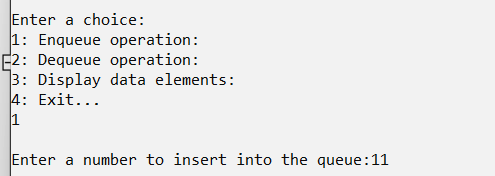 Enter a choice:
1: Enqueue operation:
2: Dequeue operation:
3: Display data elements:
4: Exit...
1
Enter a number to insert into the queue:11